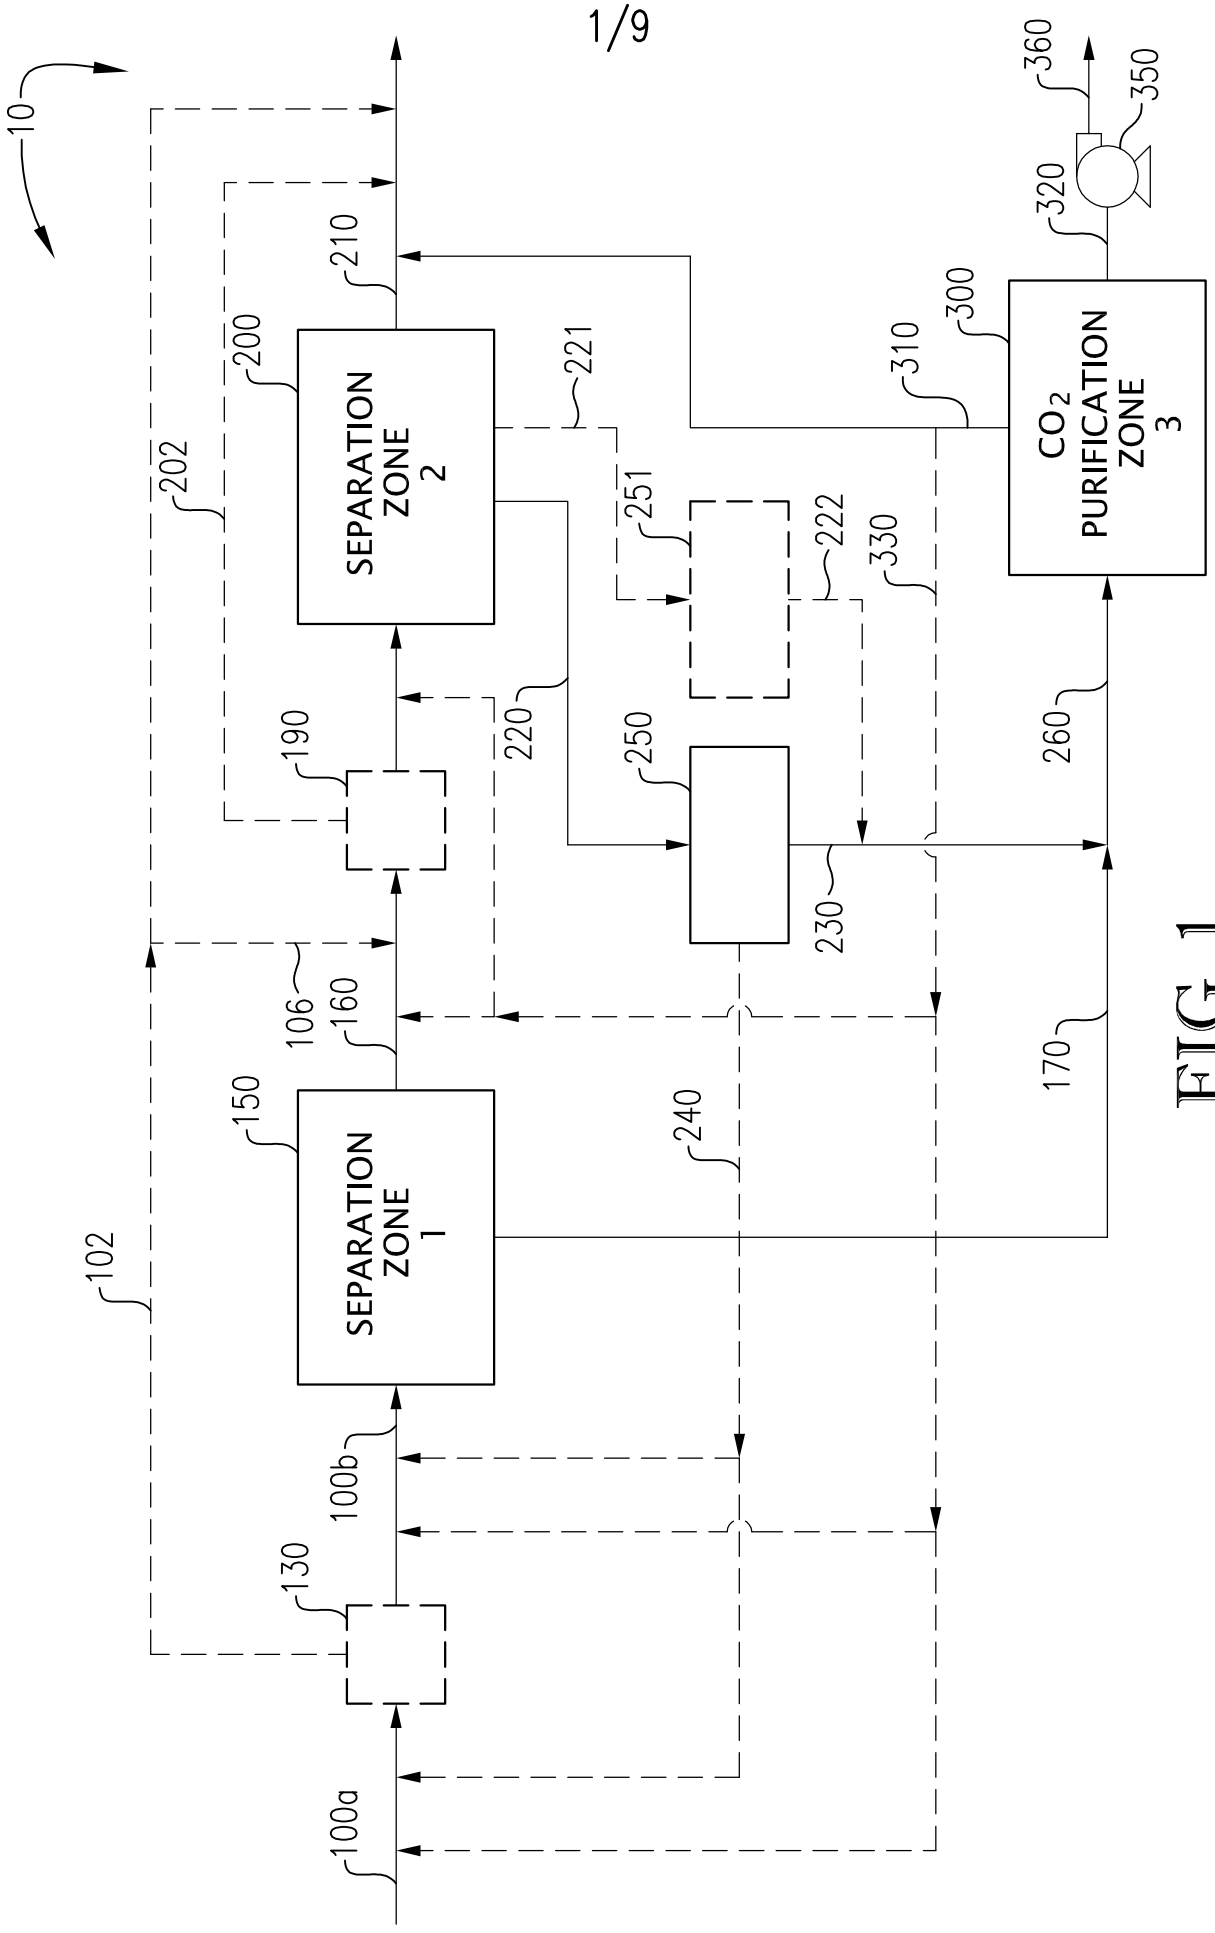 1/9
10
102
202
106
130
190
100a
100b
150
SEPARATION
ZONE
1
160
200
SEPARATION
ZONE
2
210
220
221
250
251
222
230
240
330
310
170
260
300
CO₂
PURIFICATION
ZONE
3
320
350
360
FIG 1